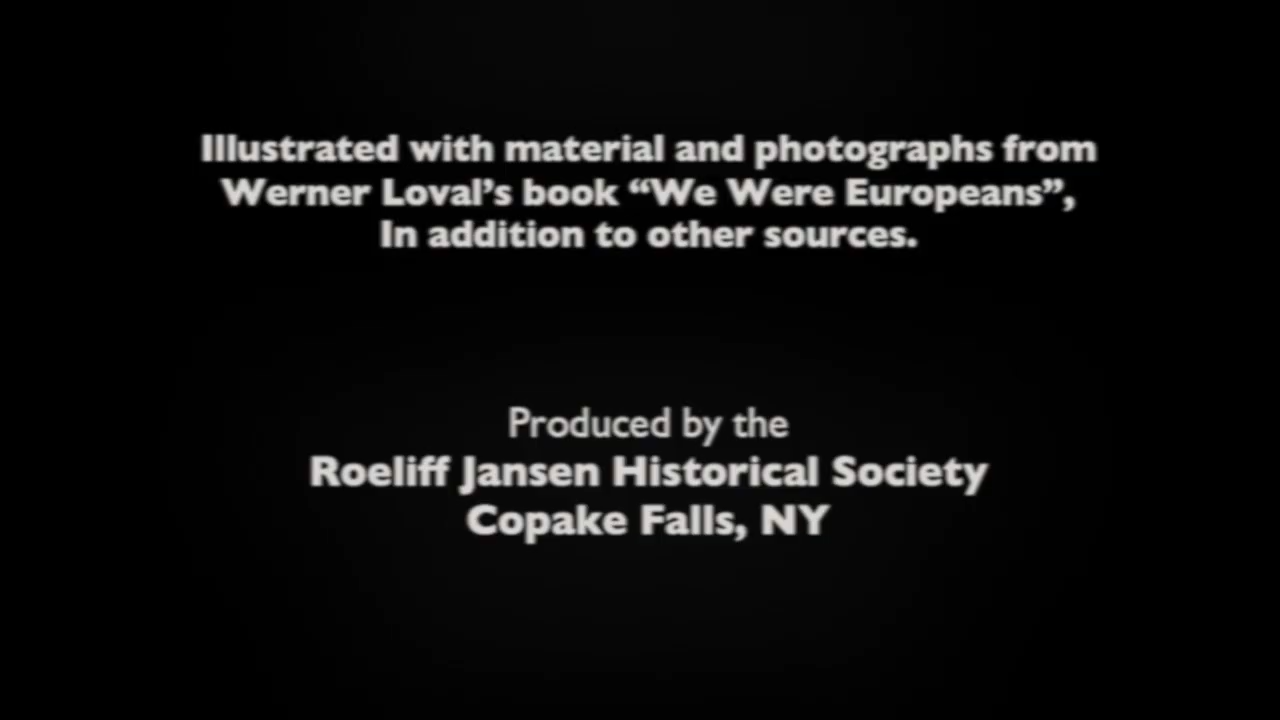 Illustrated with material and photographs from
Werner Loval’s book “We Were Europeans”,
In addition to other sources.
Produced by the
Roeliff Jansen Historical Society
Copake Falls, NY